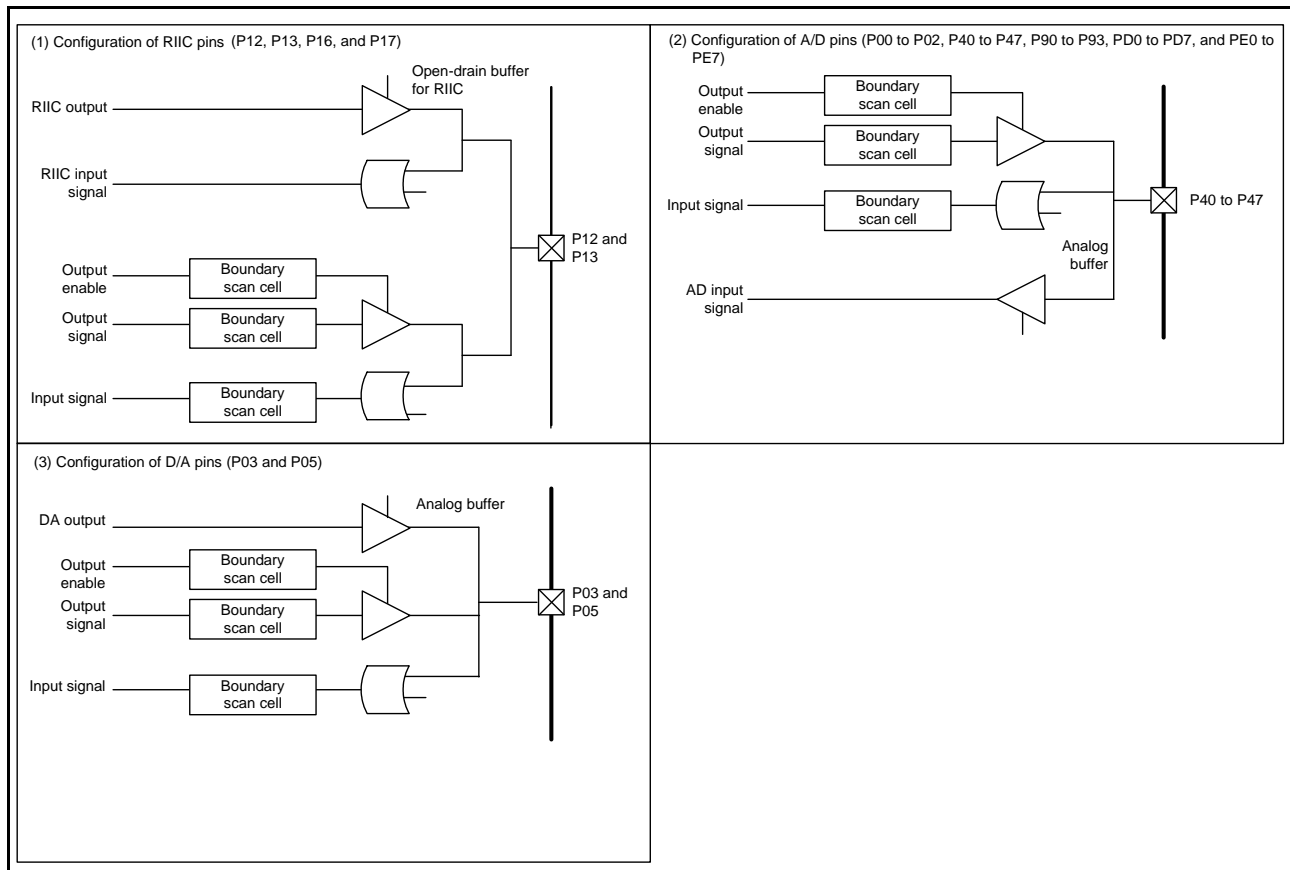 (1) Configuration of RIIC pins (P12, P13, P16, and P17)
Open-drain buffer
for RIIC
RIIC output
RIIC input
signal
P12 and
P13
Output
enable
Boundary
scan cell
Output
signal
Boundary
scan cell
Input signal
Boundary
scan cell
(2) Configuration of A/D pins (P00 to P02, P40 to P47, P90 to P93, PD0 to PD7, and PE0 to
PE7)
Output
enable
Boundary
scan cell
Output
signal
Boundary
scan cell
Input signal
Boundary
scan cell
P40 to P47
Analog
buffer
AD input
signal
(3) Configuration of D/A pins (P03 and P05)
Analog buffer
DA output
Output
enable
Boundary
scan cell
Output
signal
Boundary
scan cell
P03 and
P05
Input signal
Boundary
scan cell